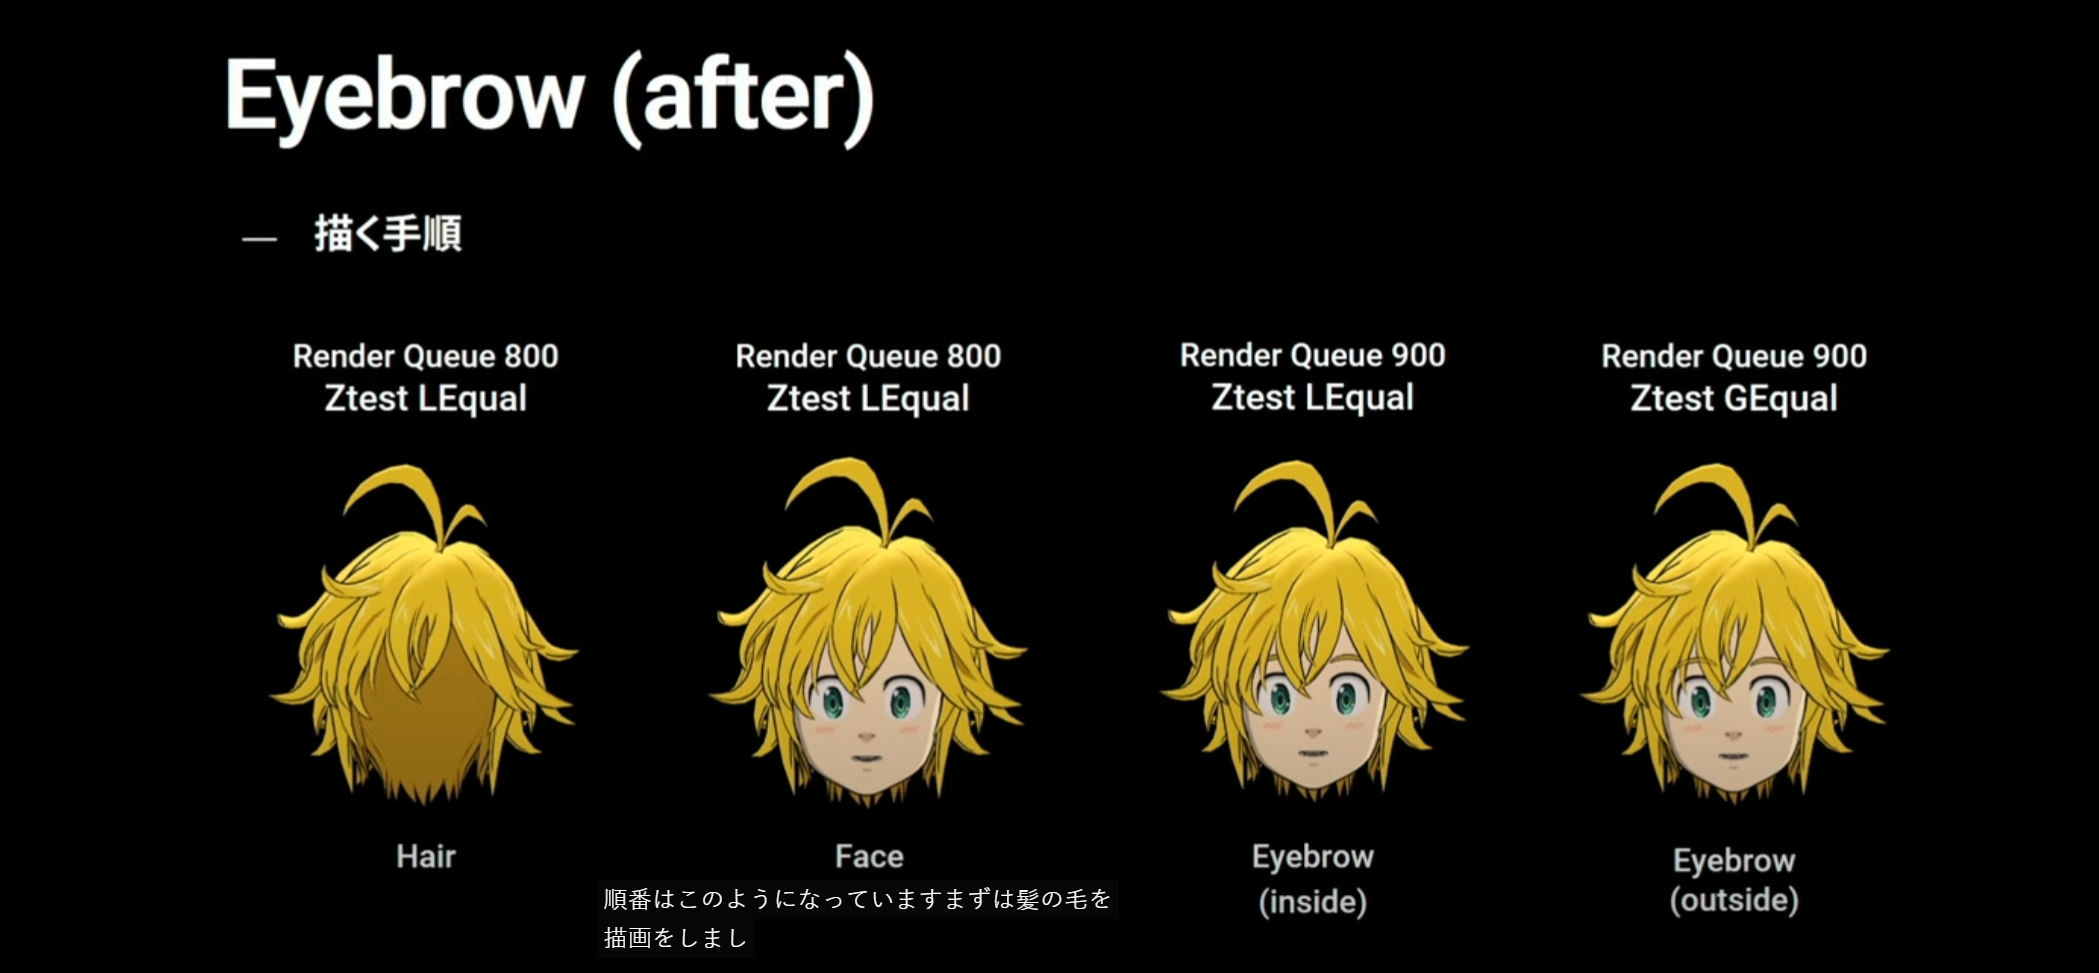 Eyebrow (after)
— 描く手順
Render Queue 800
Ztest LEqual
Hair
Render Queue 800
Ztest LEqual
Face
Render Queue 900
Ztest LEqual
Eyebrow
(inside)
Render Queue 900
Ztest GEqual
Eyebrow
(outside)
順番はこのようになっていますまずは髪の毛を
描画をしまし